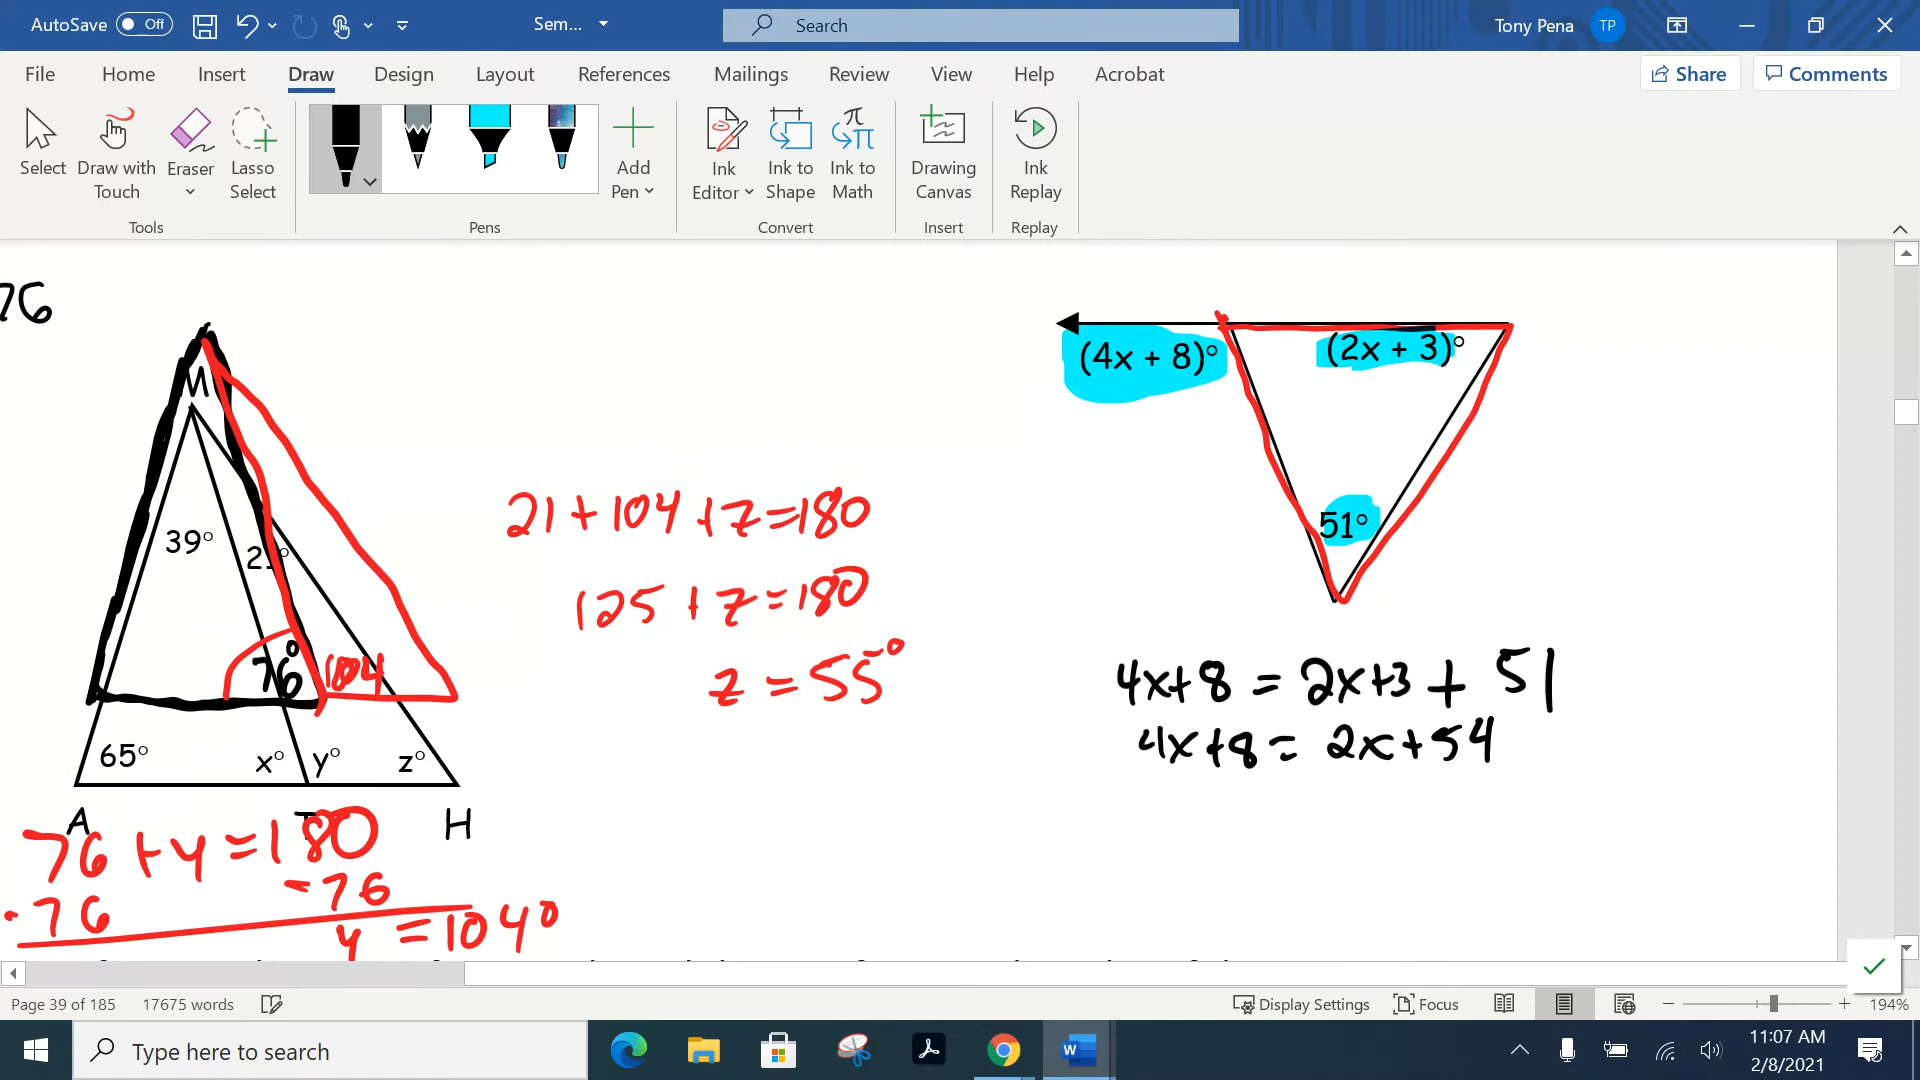 AutoSave Off
Sem...
Search
Tony Pena TP
File Home Insert Draw Design Layout References Mailings Review View Help Acrobat
Share Comments
Select
Draw with Touch
Eraser
Lasso Select
Add Pen
Ink Editor
Ink to Shape
Ink to Math
Drawing Canvas
Ink Replay
Tools Pens Convert Insert Replay
76
M
39°
21°
76°
104
65° x° y° z°
A T H
76 + y = 180
-76 -76
y = 104°
21 + 104 + z = 180
125 + z = 180
z = 55°
(4x + 8)° (2x + 3)°
51°
4x+8 = 2x+3 + 51
4x+8 = 2x+54
Page 39 of 185 17675 words
Display Settings Focus 194%
Type here to search
11:07 AM
2/8/2021